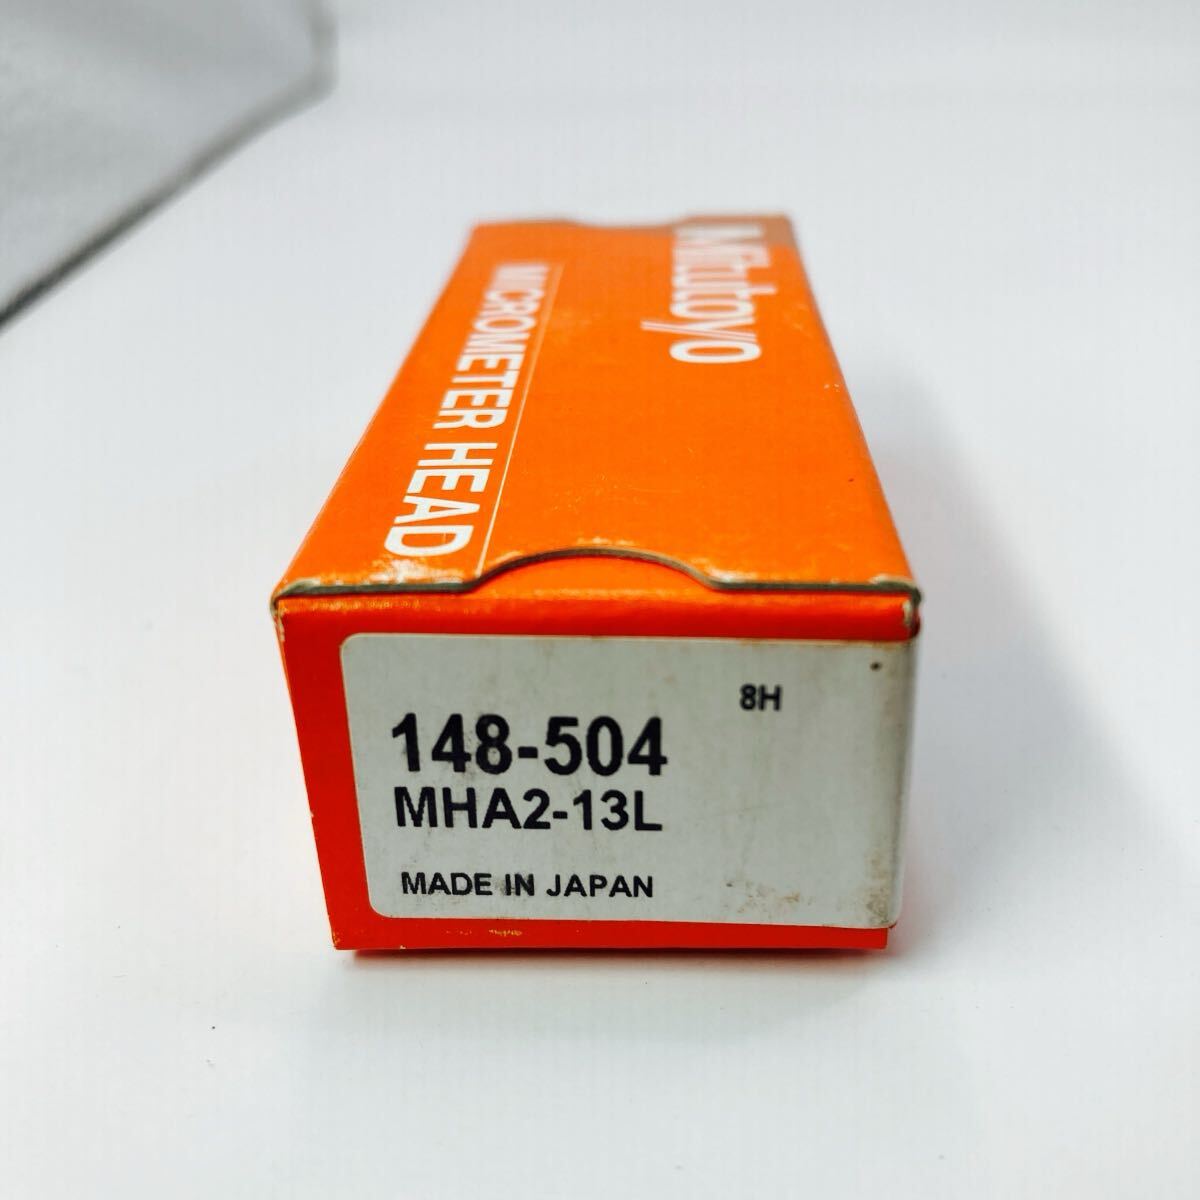 Mitutoyo
MICROMETER HEAD
8H
148-504
MHA2-13L
MADE IN JAPAN